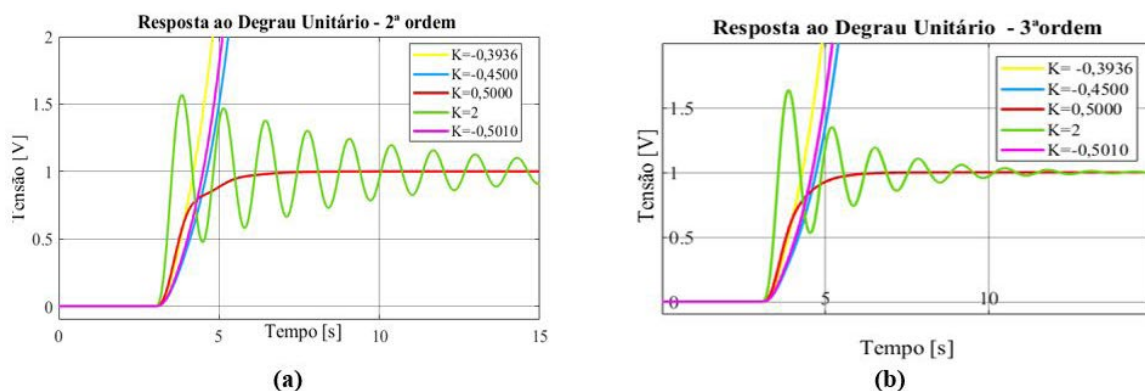 Resposta ao Degrau Unitário - 2ª ordem
Tensão [V]
2
1.5
1
0.5
0
K=-0,3936
K=-0,4500
K=0,5000
K=2
K=-0,5010
0
5
10
15
Tempo [s]
(a)
Resposta ao Degrau Unitário - 3ªordem
Tensão [V]
1.5
1
0.5
0
K= -0,3936
K=-0,4500
K=0,5000
K=2
K=-0,5010
5
10
Tempo [s]
(b)